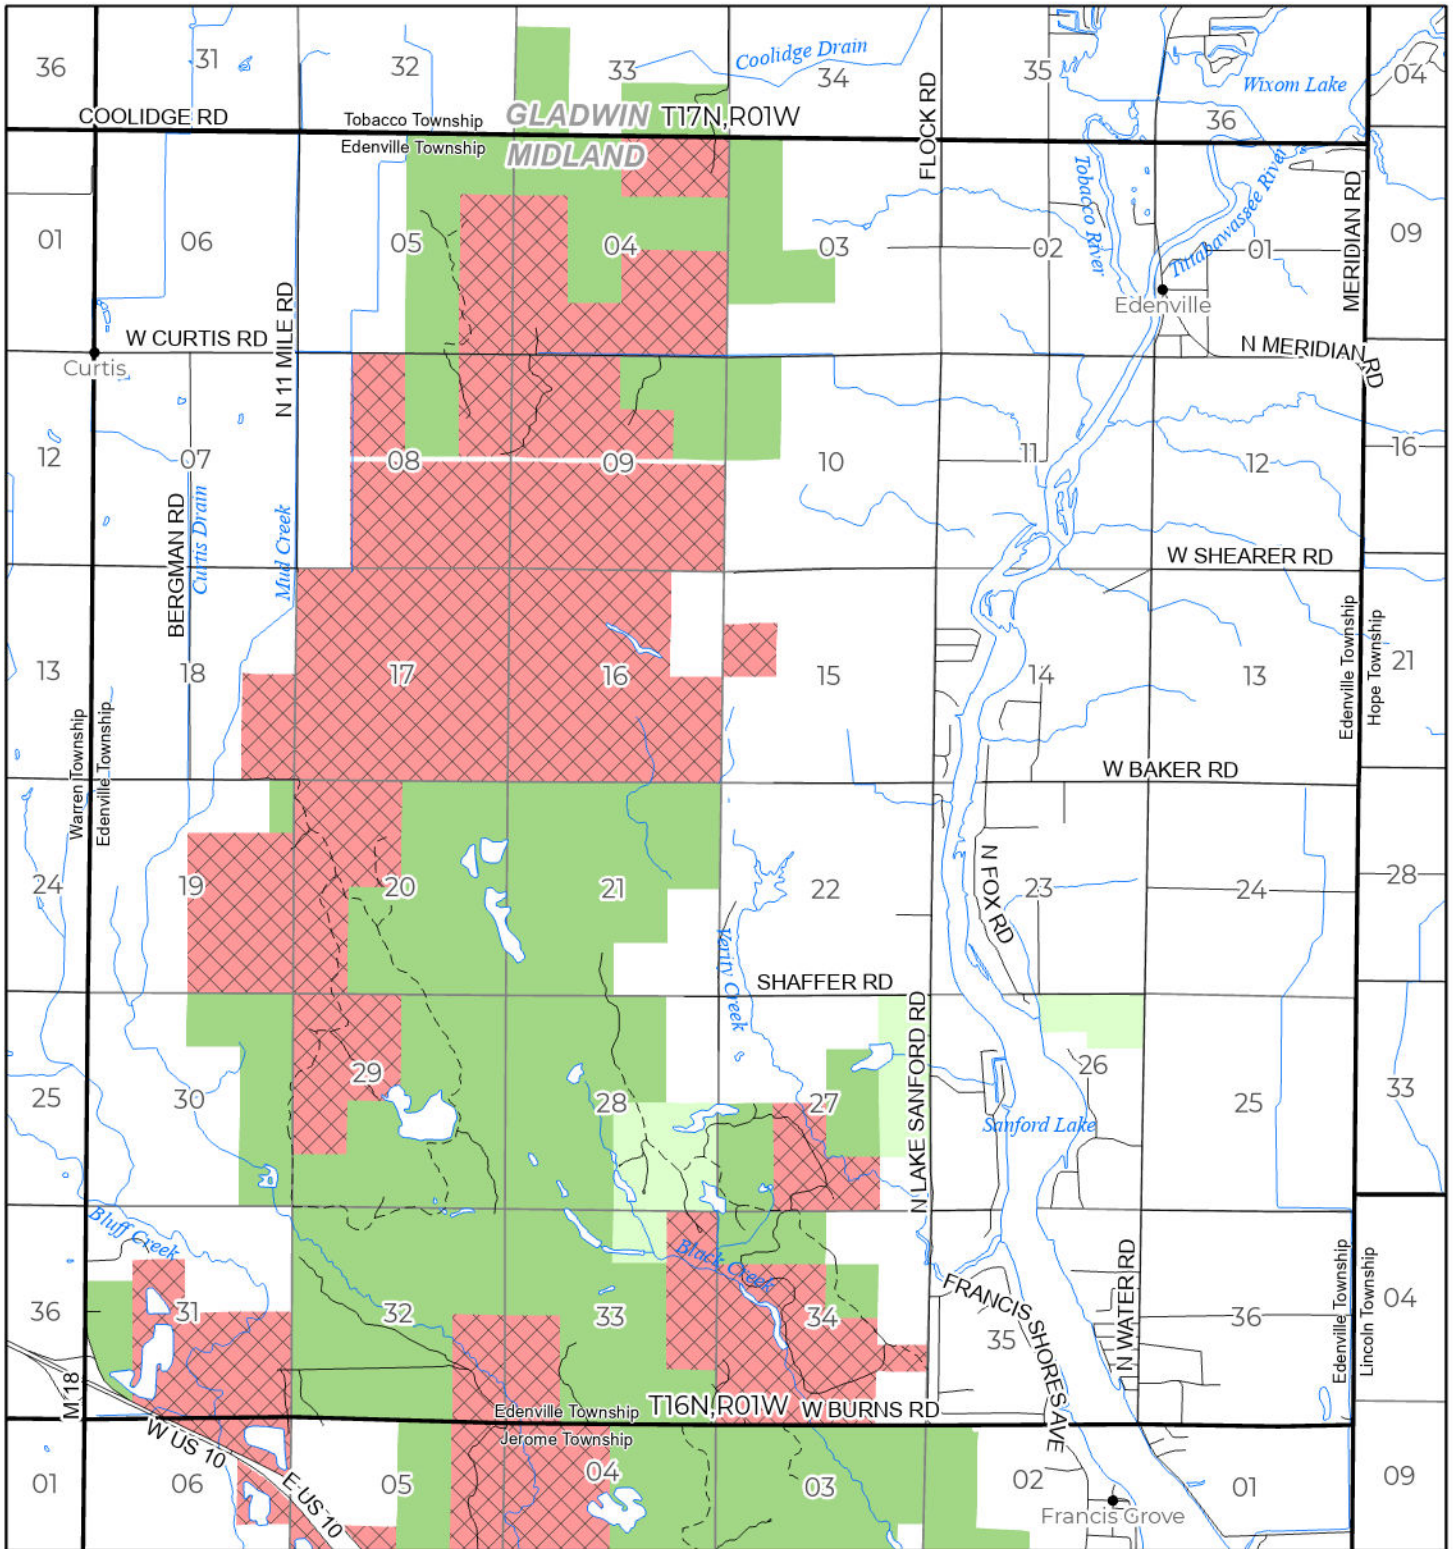 36
31
32
33
Coolidge Drain
34
35
Wixom Lake
04
COOLIDGE RD
Tobacco Township
GLADWIN
T17N,R01W
FLOCK RD
36
Edenville Township
MIDLAND
Tobacco River
Tittabawassee River
MERIDIAN RD
01
06
05
04
03
02
01
09
N 11 MILE RD
Edenville
W CURTIS RD
Curtis
N MERIDIAN RD
12
07
08
09
10
11
12
16
BERGMAN RD
Curtis Drain
Mud Creek
W SHEARER RD
Edenville Township
Hope Township
13
18
17
16
15
14
13
21
Warren Township
Edenville Township
W BAKER RD
24
19
20
21
22
N FOX RD
23
24
28
Verity Creek
SHAFFER RD
N LAKE SANFORD RD
25
30
29
28
27
26
25
33
Sanford Lake
Bluff Creek
Black Creek
N WATER RD
Edenville Township
Lincoln Township
36
31
32
33
34
FRANCIS SHORES AVE
35
36
04
M 18
Edenville Township
T16N,R01W
W BURNS RD
Jerome Township
W US 10
E US 10
01
06
05
04
03
02
01
09
Francis Grove